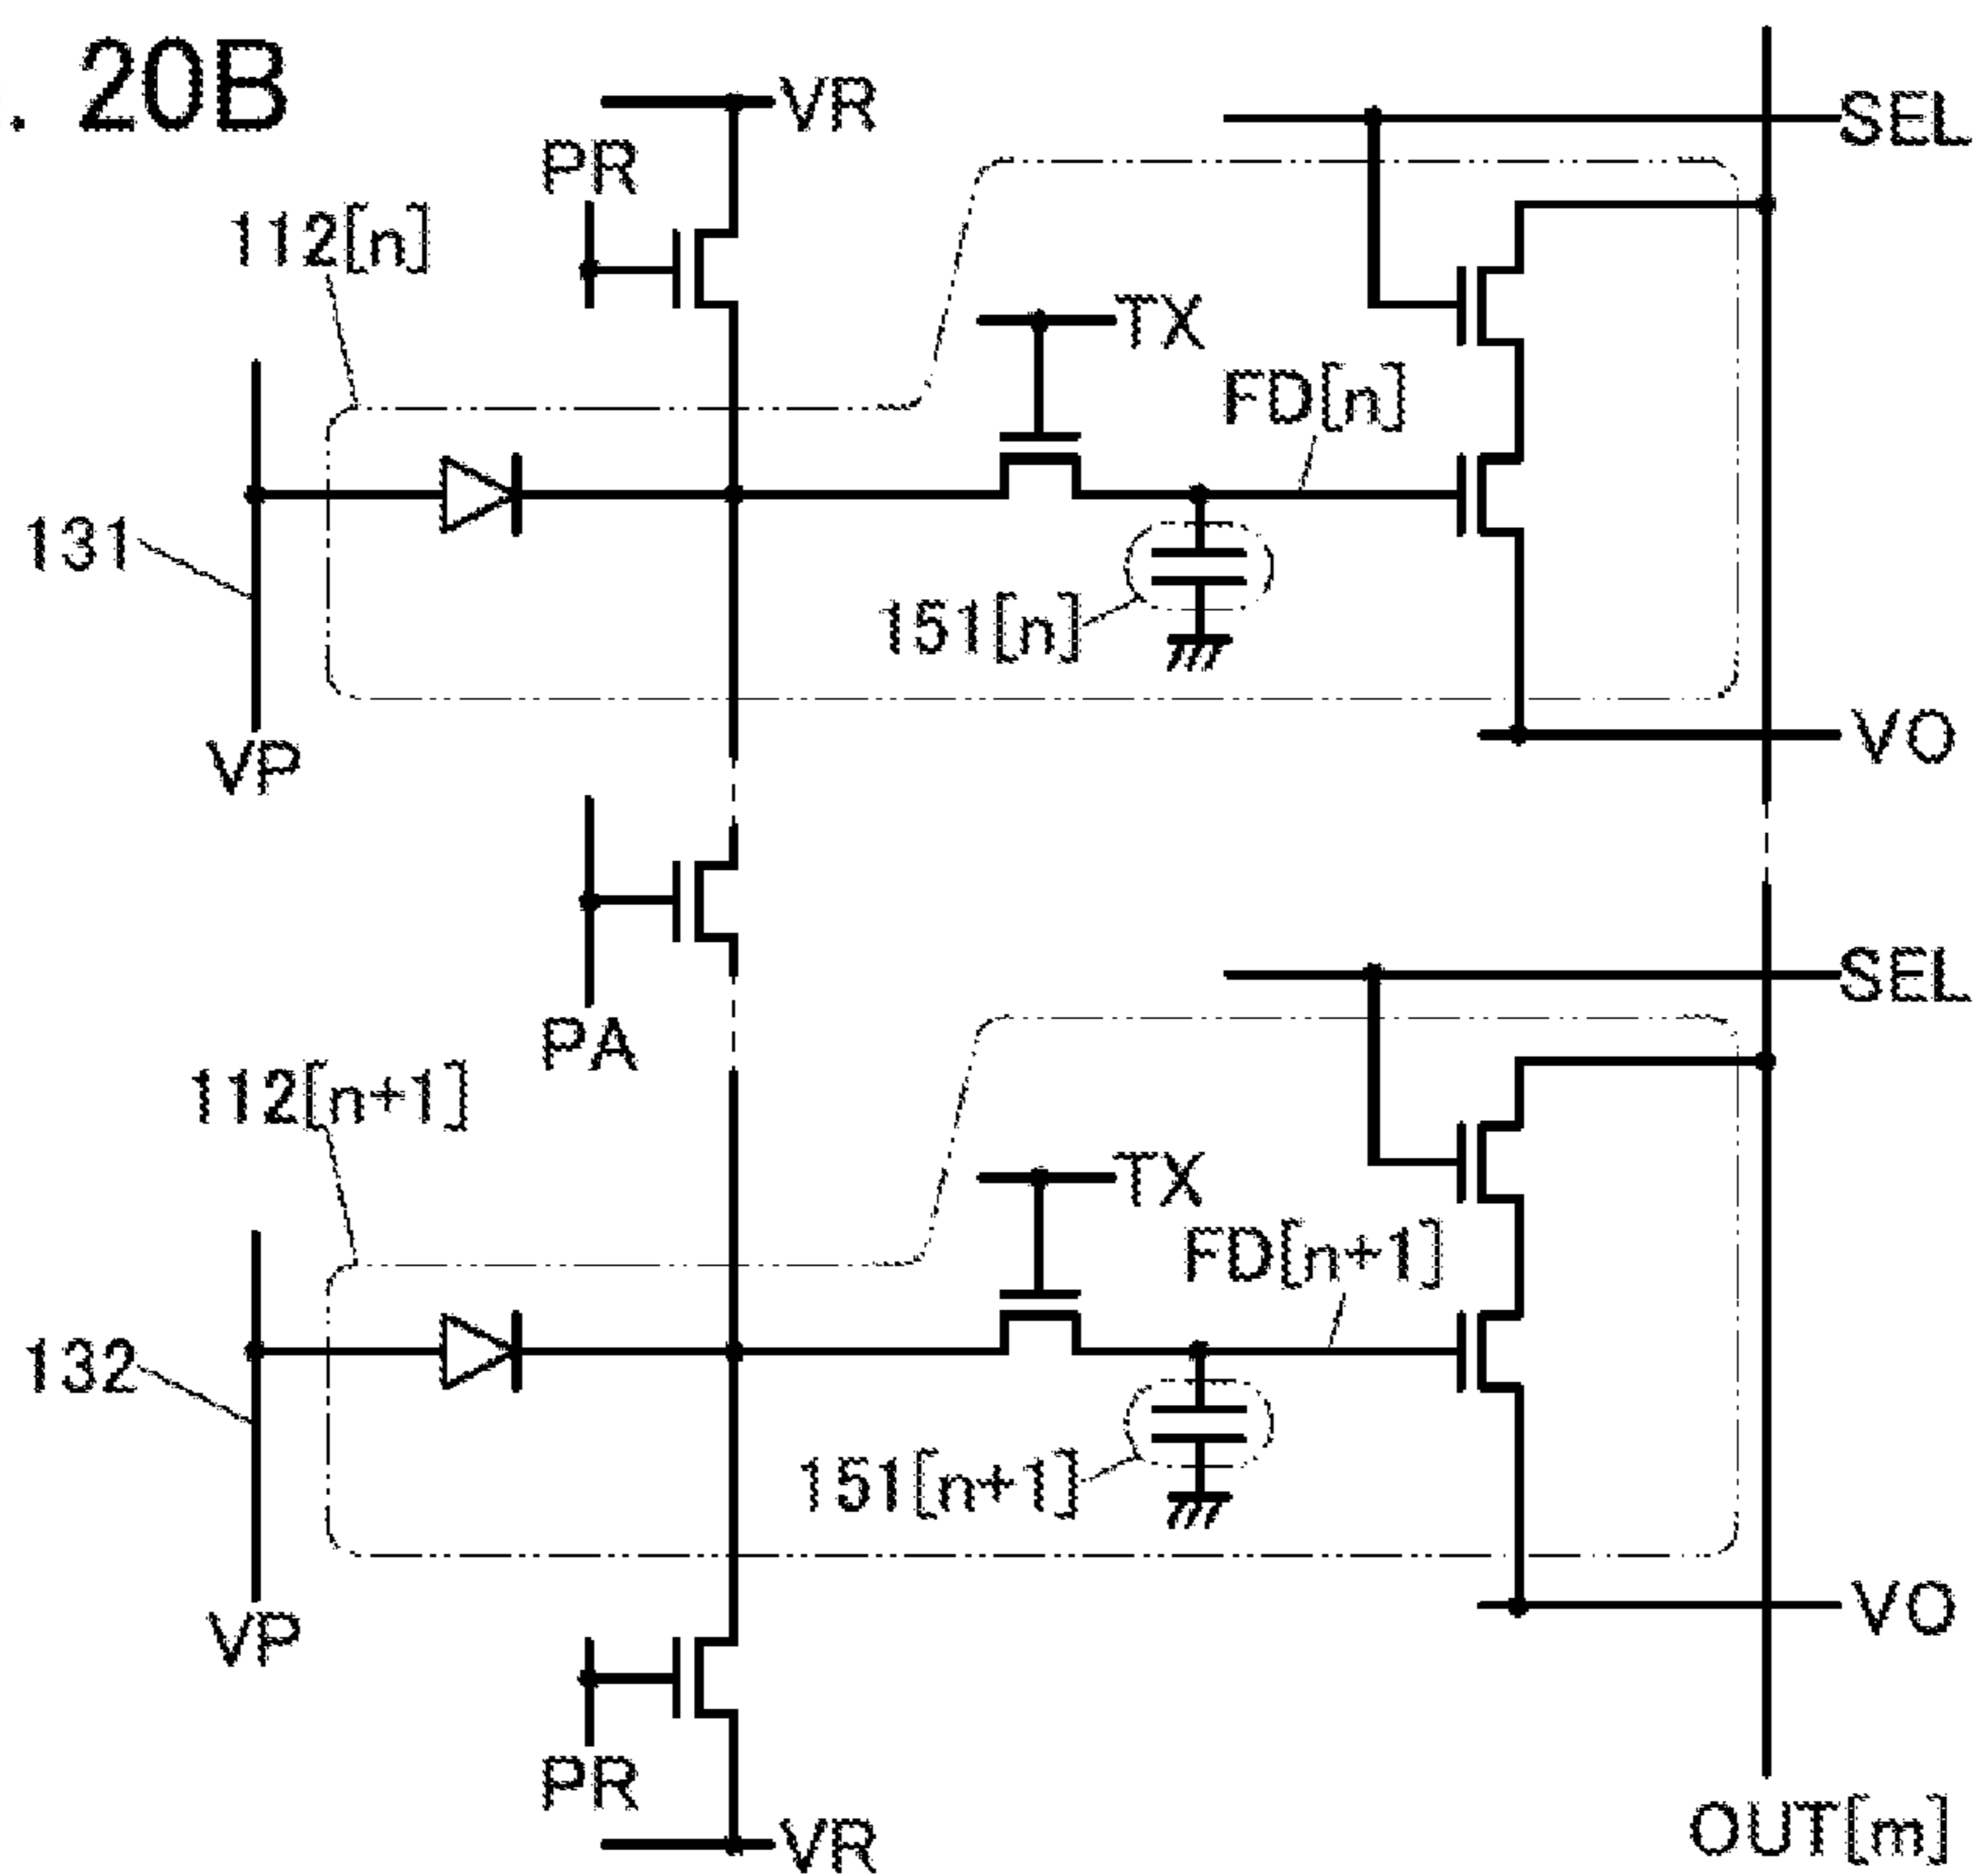 . 20B
VR
SEL
PR
112[n]
TX
FD[n]
131
151[n]
VP
VO
PA
SEL
112[n+1]
TX
FD[n+1]
132
151[n+1]
VP
VO
PR
VR
OUT[m]